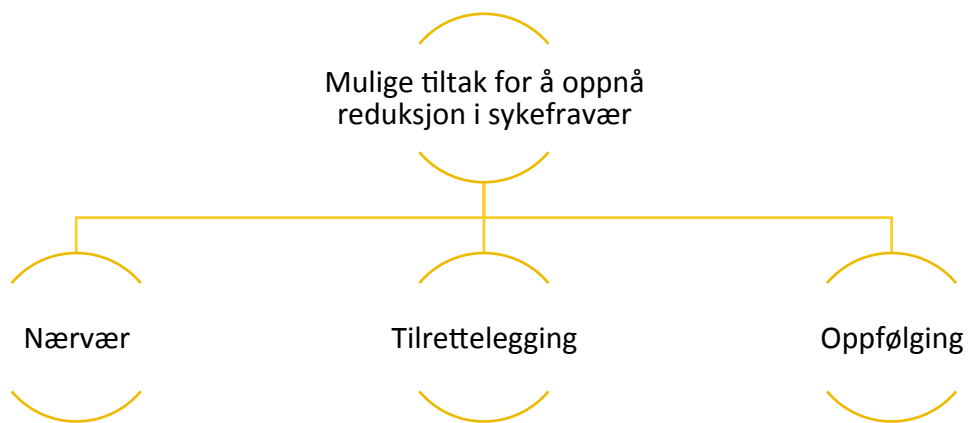 Mulige tiltak for å oppnå
reduksjon i sykefravær
Nærvær
Tilrettelegging
Oppfølging